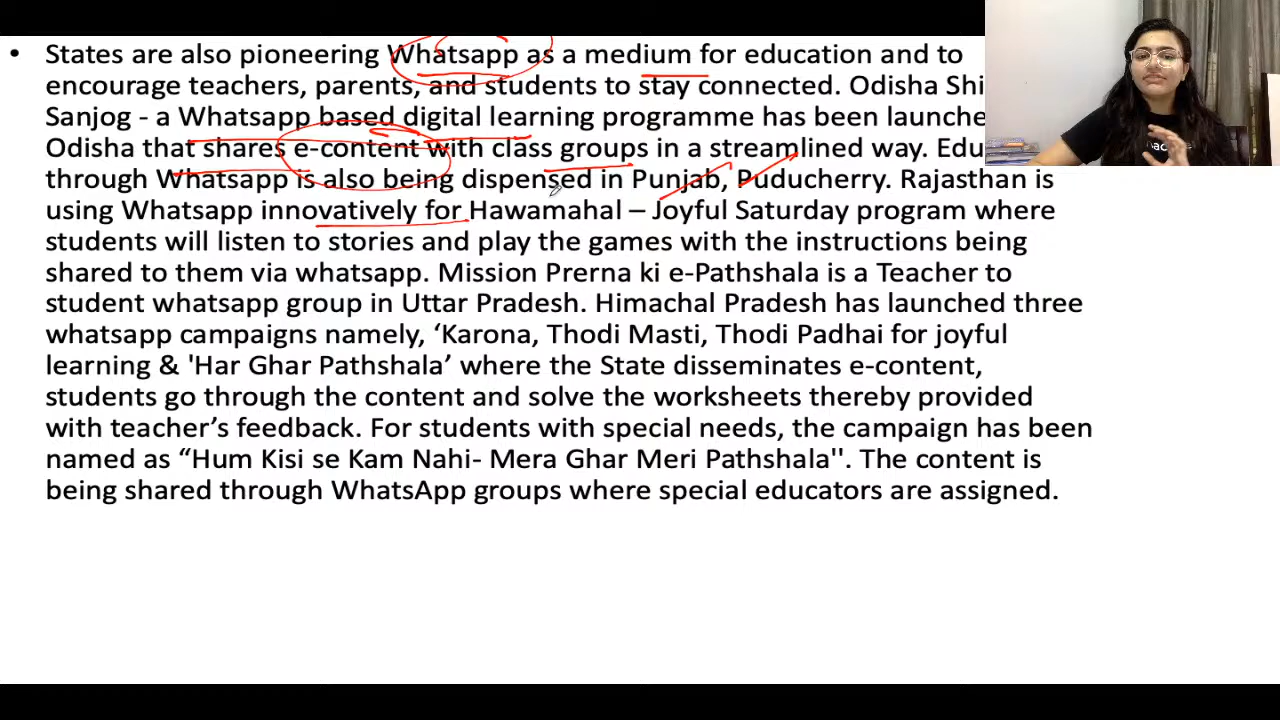 • States are also pioneering Whatsapp as a medium for education and to
encourage teachers, parents, and students to stay connected. Odisha
Sanjog - a Whatsapp based digital learning programme has been
Odisha that shares e-content with class groups in a streamlined way.
through Whatsapp is also being dispensed in Punjab, Puducherry. Rajasthan is
using Whatsapp innovatively for Hawamahal – Joyful Saturday program where
students will listen to stories and play the games with the instructions being
shared to them via whatsapp. Mission Prerna ki e-Pathshala is a Teacher to
student whatsapp group in Uttar Pradesh. Himachal Pradesh has launched three
whatsapp campaigns namely, ‘Karona, Thodi Masti, Thodi Padhai for joyful
learning & 'Har Ghar Pathshala’ where the State disseminates e-content,
students go through the content and solve the worksheets thereby provided
with teacher’s feedback. For students with special needs, the campaign has been
named as “Hum Kisi se Kam Nahi- Mera Ghar Meri Pathshala''. The content is
being shared through WhatsApp groups where special educators are assigned.